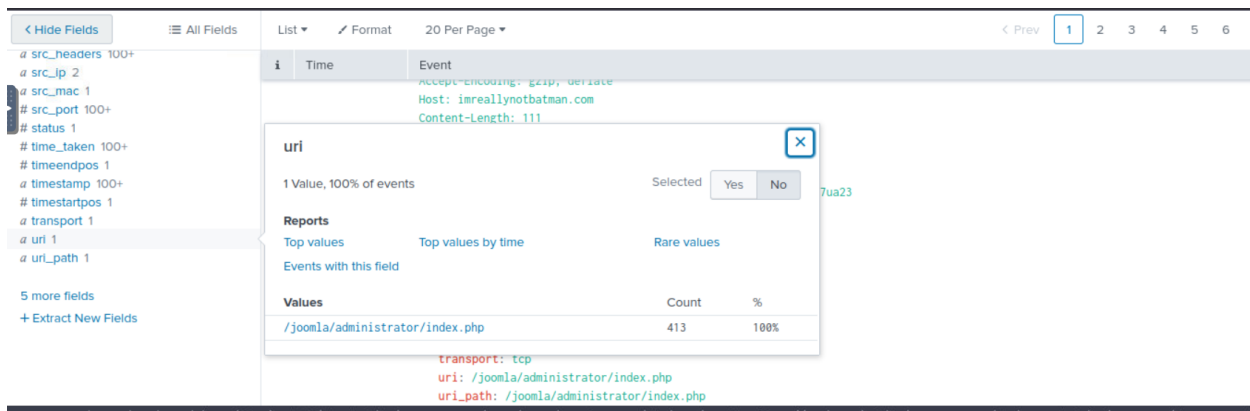 Hide Fields
All Fields
List
Format
20 Per Page
Prev 1 2 3 4 5 6
a src_headers 100+
a src_ip 2
a src_mac 1
# src_port 100+
# status 1
# time_taken 100+
# timeendpos 1
a timestamp 100+
# timestartpos 1
a transport 1
a uri 1
a uri_path 1
5 more fields
+ Extract New Fields
i Time Event
Accept-Encoding: gzip, deflate
Host: imreallynotbatman.com
Content-Length: 111
7ua23
uri
1 Value, 100% of events
Selected Yes No
Reports
Top values Top values by time Rare values
Events with this field
Values Count %
/joomla/administrator/index.php 413 100%
transport: tcp
uri: /joomla/administrator/index.php
uri_path: /joomla/administrator/index.php